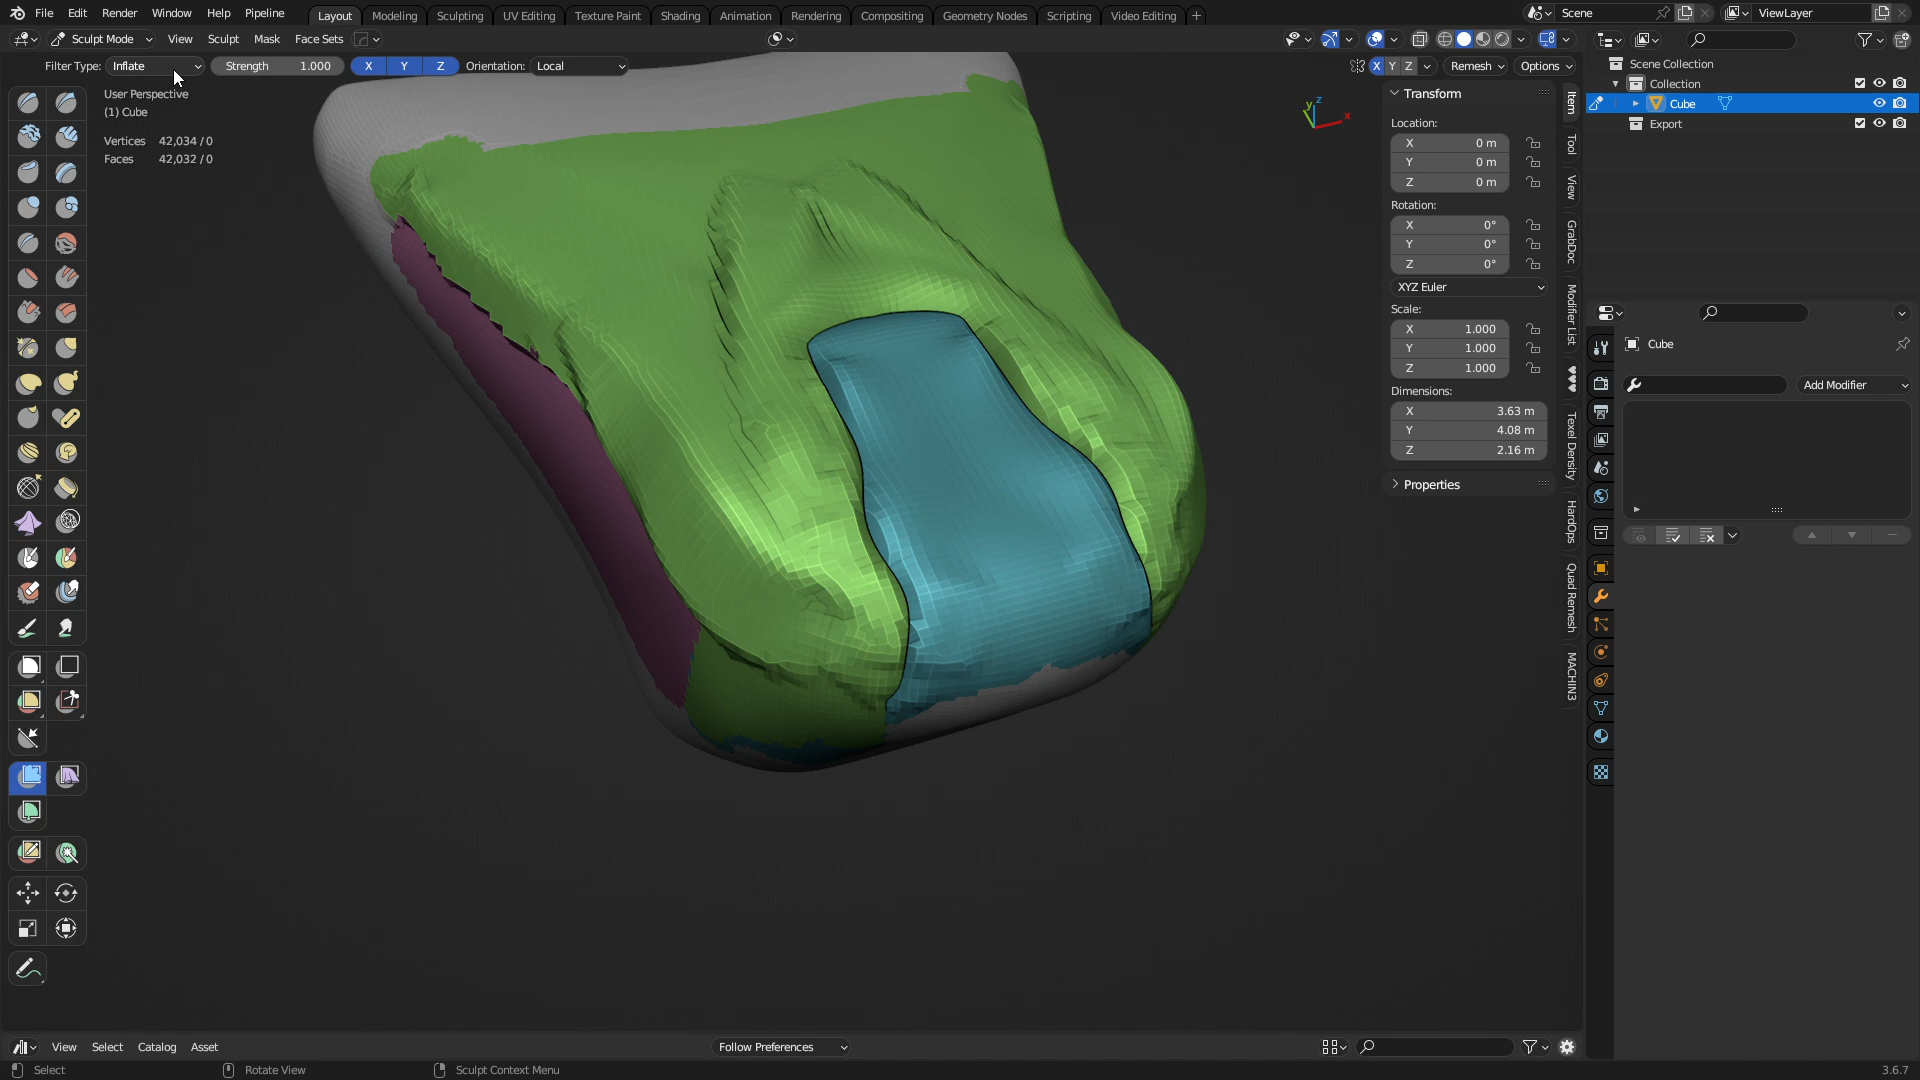 File Edit Render Window Help Pipeline
Layout Modeling Sculpting UV Editing Texture Paint Shading Animation Rendering Compositing Geometry Nodes Scripting Video Editing +
Scene ViewLayer
Sculpt Mode View Sculpt Mask Face Sets
Filter Type: Inflate Strength 1.000 X Y Z Orientation: Local
X Y Z Remesh Options
User Perspective
(1) Cube
Vertices 42,034 / 0
Faces 42,032 / 0
z
y
x
Transform
Location:
X 0 m
Y 0 m
Z 0 m
Rotation:
X 0°
Y 0°
Z 0°
XYZ Euler
Scale:
X 1.000
Y 1.000
Z 1.000
Dimensions:
X 3.63 m
Y 4.08 m
Z 2.16 m
Properties
Item
Tool
View
GrabDoc
Modifier List
Texel Density
HardOps
Quad Remesh
MACHIN3
Scene Collection
Collection
Cube
Export
Cube
Add Modifier
View Select Catalog Asset
Follow Preferences
Select Rotate View Sculpt Context Menu
3.6.7